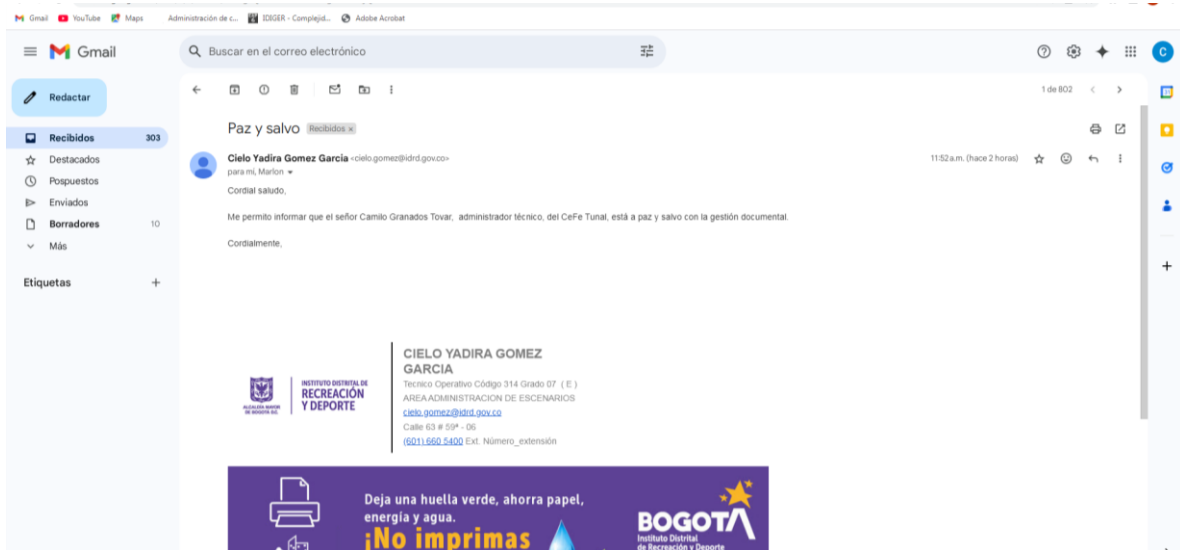 Gmail YouTube Maps Administración de c... IDIGER - Complejid... Adobe Acrobat
Gmail
Buscar en el correo electrónico
C
Redactar
1 de 802
Paz y salvo Recibidos x
Recibidos 303
Destacados
Pospuestos
Enviados
Borradores 10
Más
Etiquetas
Cielo Yadira Gomez Garcia <cielo.gomez@idrd.gov.co>
11:52 a.m. (hace 2 horas)
para mí, Marlon
Cordial saludo,
Me permito informar que el señor Camilo Granados Tovar, administrador técnico, del CeFe Tunal, está a paz y salvo con la gestión documental.
Cordialmente,
ALCALDÍA MAYOR
DE BOGOTÁ D.C.
INSTITUTO DISTRITAL DE
RECREACIÓN
Y DEPORTE
CIELO YADIRA GOMEZ
GARCIA
Tecnico Operativo Código 314 Grado 07 ( E )
AREA ADMINISTRACION DE ESCENARIOS
cielo.gomez@idrd.gov.co
Calle 63 # 59ª - 06
(601) 660 5400 Ext. Número_extensión
Deja una huella verde, ahorra papel,
energía y agua.
¡No imprimas
BOGOTÁ
Instituto Distrital
de Recreación y Deporte